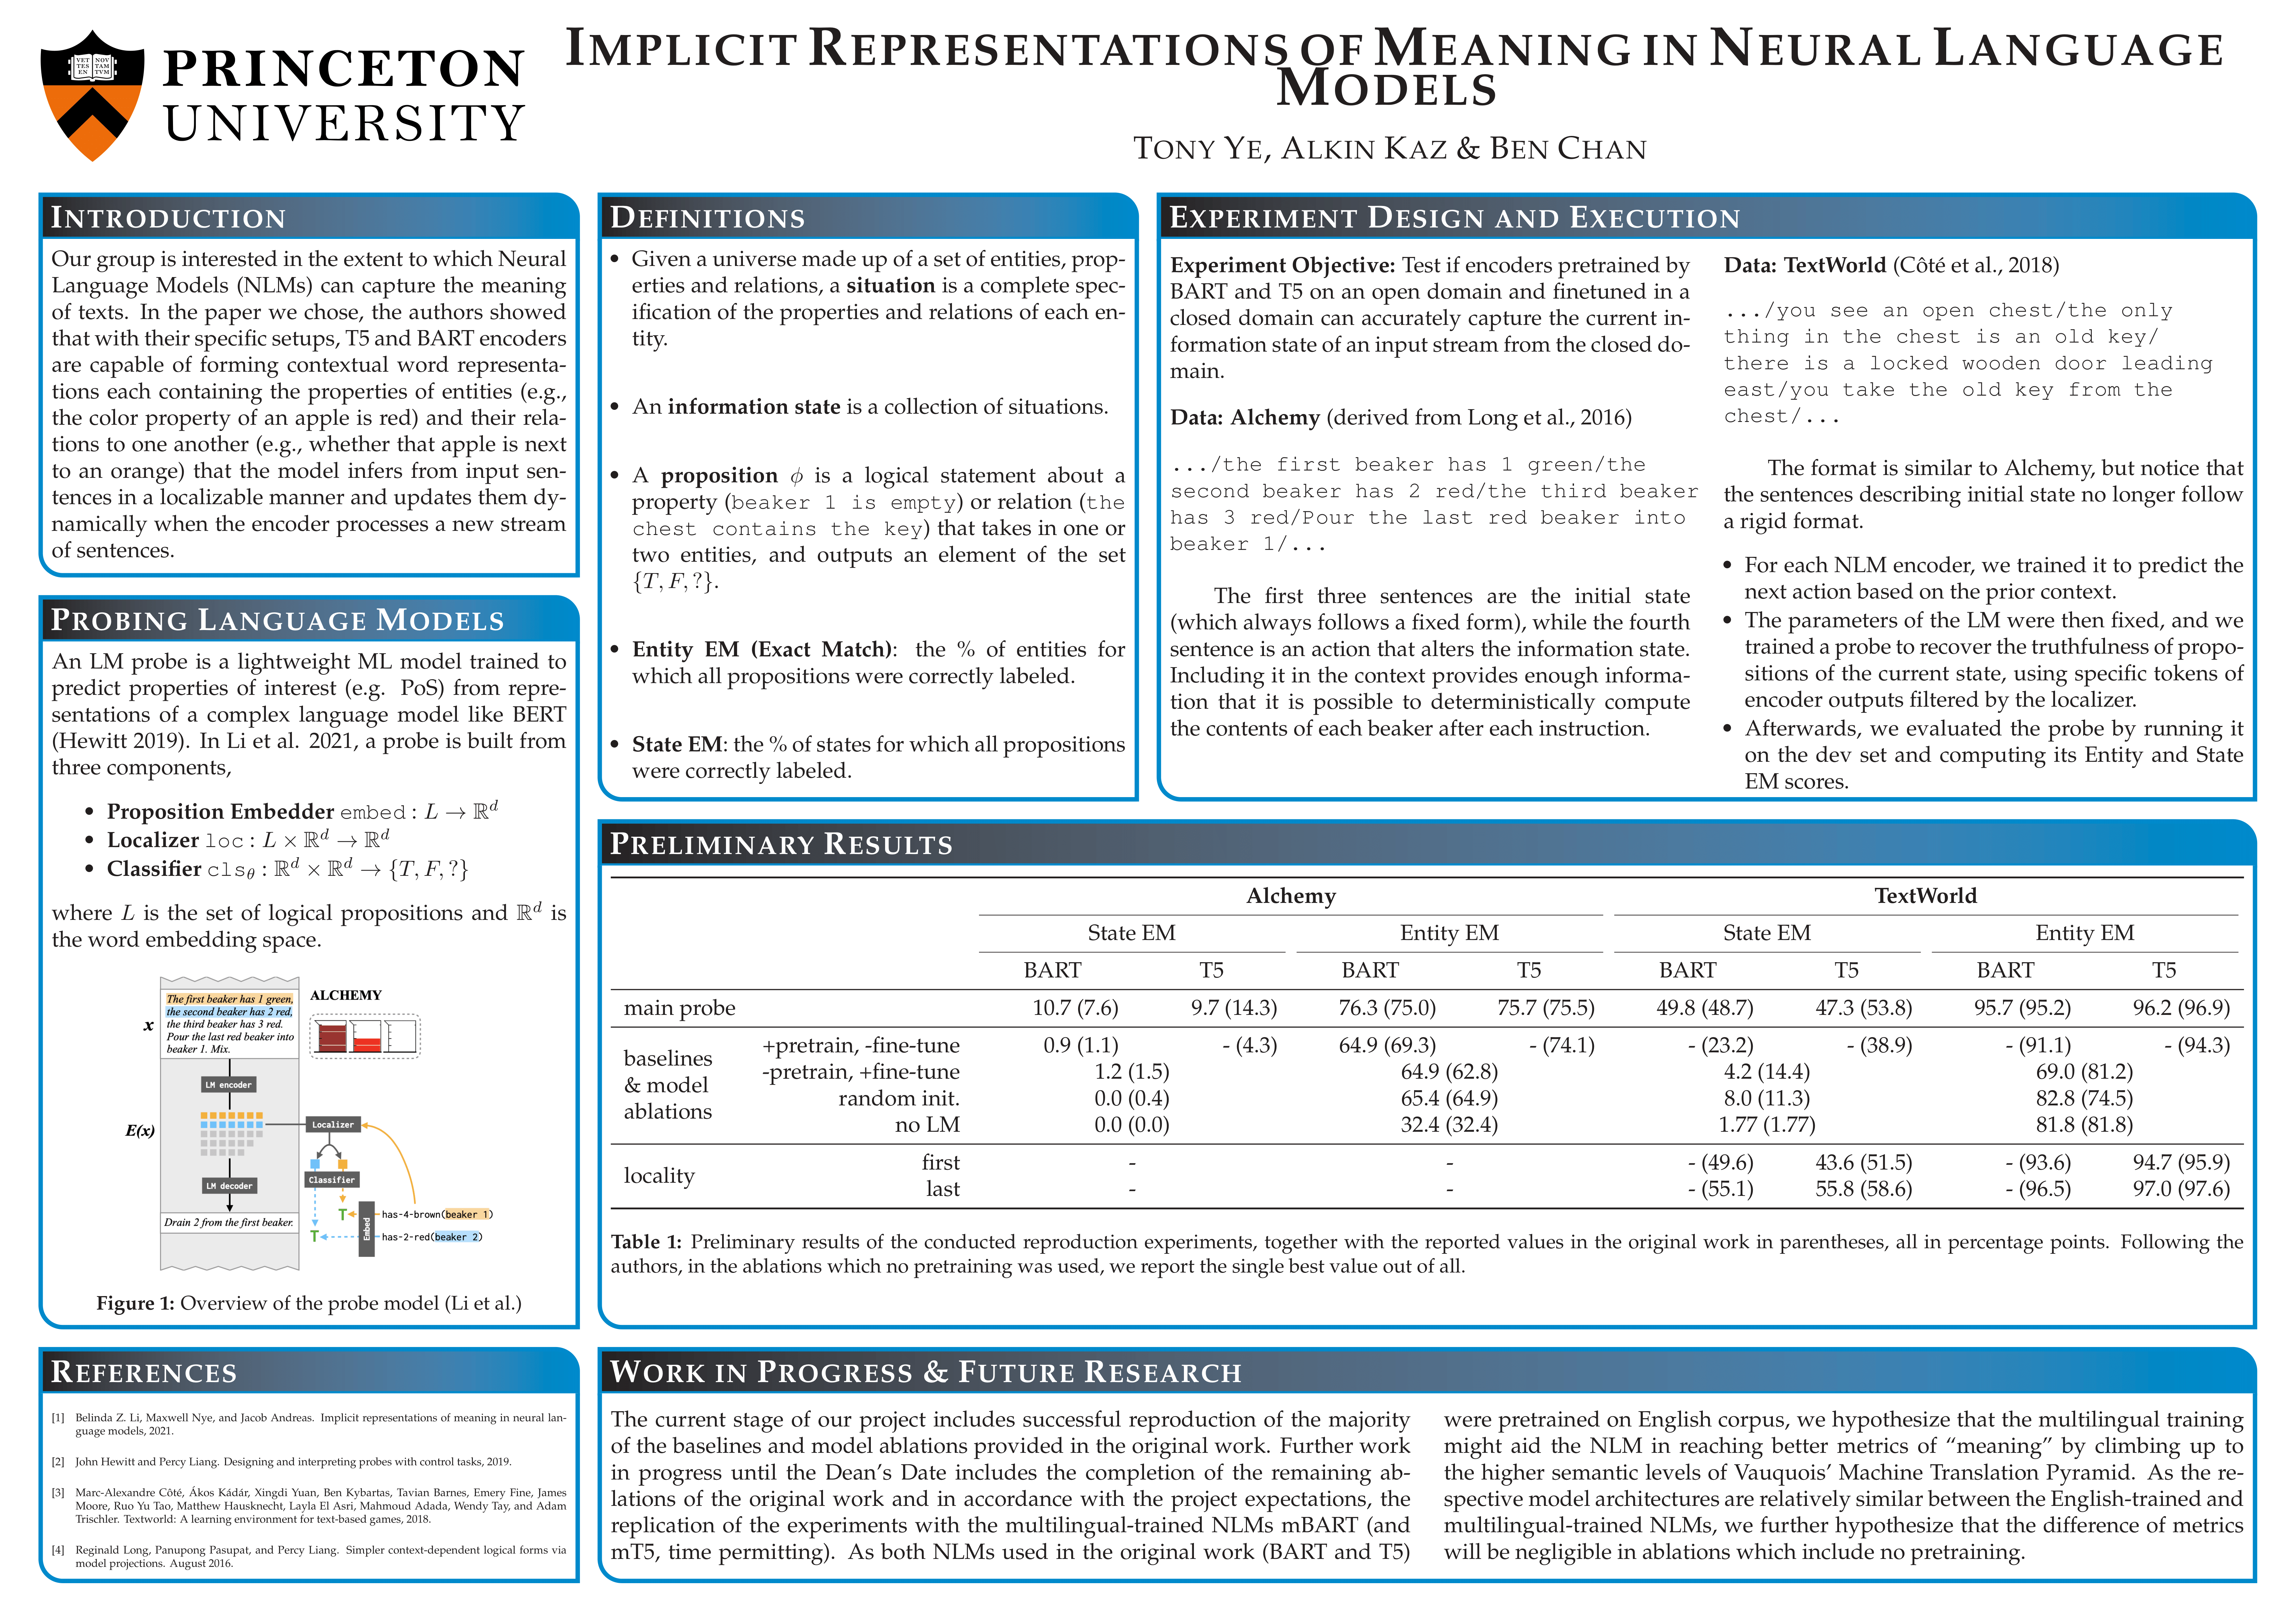 VET TES EN NOV TAM TVM
PRINCETON
UNIVERSITY
IMPLICIT REPRESENTATIONS OF MEANING IN NEURAL LANGUAGE
MODELS
TONY YE, ALKIN KAZ & BEN CHAN
INTRODUCTION
Our group is interested in the extent to which Neural
Language Models (NLMs) can capture the meaning
of texts. In the paper we chose, the authors showed
that with their specific setups, T5 and BART encoders
are capable of forming contextual word representa-
tions each containing the properties of entities (e.g.,
the color property of an apple is red) and their rela-
tions to one another (e.g., whether that apple is next
to an orange) that the model infers from input sen-
tences in a localizable manner and updates them dy-
namically when the encoder processes a new stream
of sentences.
PROBING LANGUAGE MODELS
An LM probe is a lightweight ML model trained to
predict properties of interest (e.g. PoS) from repre-
sentations of a complex language model like BERT
(Hewitt 2019). In Li et al. 2021, a probe is built from
three components,
• Proposition Embedder embed : L → ℝ^d
• Localizer loc : L × ℝ^d → ℝ^d
• Classifier cls_θ : ℝ^d × ℝ^d → {T, F, ?}
where L is the set of logical propositions and ℝ^d is
the word embedding space.
The first beaker has 1 green,
the second beaker has 2 red,
the third beaker has 3 red.
Pour the last red beaker into
beaker 1. Mix.
x
ALCHEMY
LM encoder
E(x)
Localizer
Classifier
LM decoder
T
T
Embed
has-4-brown(beaker 1)
has-2-red(beaker 2)
Drain 2 from the first beaker.
Figure 1: Overview of the probe model (Li et al.)
REFERENCES
[1] Belinda Z. Li, Maxwell Nye, and Jacob Andreas. Implicit representations of meaning in neural lan-
guage models, 2021.
[2] John Hewitt and Percy Liang. Designing and interpreting probes with control tasks, 2019.
[3] Marc-Alexandre Côté, Ákos Kádár, Xingdi Yuan, Ben Kybartas, Tavian Barnes, Emery Fine, James
Moore, Ruo Yu Tao, Matthew Hausknecht, Layla El Asri, Mahmoud Adada, Wendy Tay, and Adam
Trischler. Textworld: A learning environment for text-based games, 2018.
[4] Reginald Long, Panupong Pasupat, and Percy Liang. Simpler context-dependent logical forms via
model projections. August 2016.
DEFINITIONS
• Given a universe made up of a set of entities, prop-
erties and relations, a situation is a complete spec-
ification of the properties and relations of each en-
tity.
• An information state is a collection of situations.
• A proposition ϕ is a logical statement about a
property (beaker 1 is empty) or relation (the
chest contains the key) that takes in one or
two entities, and outputs an element of the set
{T, F, ?}.
• Entity EM (Exact Match): the % of entities for
which all propositions were correctly labeled.
• State EM: the % of states for which all propositions
were correctly labeled.
EXPERIMENT DESIGN AND EXECUTION
Experiment Objective: Test if encoders pretrained by
BART and T5 on an open domain and finetuned in a
closed domain can accurately capture the current in-
formation state of an input stream from the closed do-
main.
Data: Alchemy (derived from Long et al., 2016)
.../the first beaker has 1 green/the
second beaker has 2 red/the third beaker
has 3 red/Pour the last red beaker into
beaker 1/...
The first three sentences are the initial state
(which always follows a fixed form), while the fourth
sentence is an action that alters the information state.
Including it in the context provides enough informa-
tion that it is possible to deterministically compute
the contents of each beaker after each instruction.
Data: TextWorld (Côté et al., 2018)
.../you see an open chest/the only
thing in the chest is an old key/
there is a locked wooden door leading
east/you take the old key from the
chest/...
The format is similar to Alchemy, but notice that
the sentences describing initial state no longer follow
a rigid format.
• For each NLM encoder, we trained it to predict the
next action based on the prior context.
• The parameters of the LM were then fixed, and we
trained a probe to recover the truthfulness of propo-
sitions of the current state, using specific tokens of
encoder outputs filtered by the localizer.
• Afterwards, we evaluated the probe by running it
on the dev set and computing its Entity and State
EM scores.
PRELIMINARY RESULTS
Alchemy TextWorld
State EM Entity EM State EM Entity EM
BART T5 BART T5 BART T5 BART T5
main probe 10.7 (7.6) 9.7 (14.3) 76.3 (75.0) 75.7 (75.5) 49.8 (48.7) 47.3 (53.8) 95.7 (95.2) 96.2 (96.9)
baselines & model ablations
+pretrain, -fine-tune 0.9 (1.1) - (4.3) 64.9 (69.3) - (74.1) - (23.2) - (38.9) - (91.1) - (94.3)
-pretrain, +fine-tune 1.2 (1.5) 64.9 (62.8) 4.2 (14.4) 69.0 (81.2)
random init. 0.0 (0.4) 65.4 (64.9) 8.0 (11.3) 82.8 (74.5)
no LM 0.0 (0.0) 32.4 (32.4) 1.77 (1.77) 81.8 (81.8)
locality
first - - - (49.6) 43.6 (51.5) - (93.6) 94.7 (95.9)
last - - - (55.1) 55.8 (58.6) - (96.5) 97.0 (97.6)
Table 1: Preliminary results of the conducted reproduction experiments, together with the reported values in the original work in parentheses, all in percentage points. Following the
authors, in the ablations which no pretraining was used, we report the single best value out of all.
WORK IN PROGRESS & FUTURE RESEARCH
The current stage of our project includes successful reproduction of the majority
of the baselines and model ablations provided in the original work. Further work
in progress until the Dean's Date includes the completion of the remaining ab-
lations of the original work and in accordance with the project expectations, the
replication of the experiments with the multilingual-trained NLMs mBART (and
mT5, time permitting). As both NLMs used in the original work (BART and T5)
were pretrained on English corpus, we hypothesize that the multilingual training
might aid the NLM in reaching better metrics of “meaning” by climbing up to
the higher semantic levels of Vauquois' Machine Translation Pyramid. As the re-
spective model architectures are relatively similar between the English-trained and
multilingual-trained NLMs, we further hypothesize that the difference of metrics
will be negligible in ablations which include no pretraining.